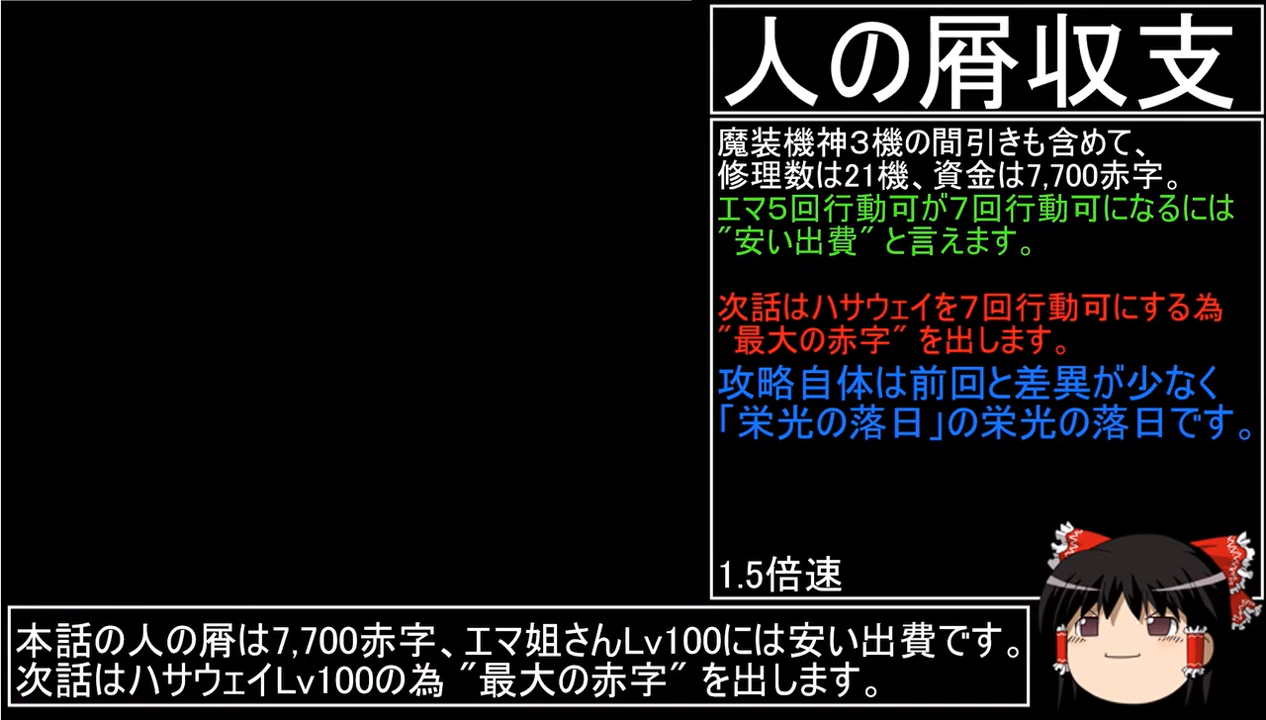 人の屑収支
魔装機神３機の間引きも含めて、
修理数は21機、資金は7,700赤字。
エマ５回行動可が７回行動可になるには
"安い出費" と言えます。
次話はハサウェイを７回行動可にする為
"最大の赤字" を出します。
攻略自体は前回と差異が少なく
「栄光の落日」の栄光の落日です。
1.5倍速
本話の人の屑は7,700赤字、エマ姐さんLv100には安い出費です。
次話はハサウェイLv100の為 "最大の赤字" を出します。